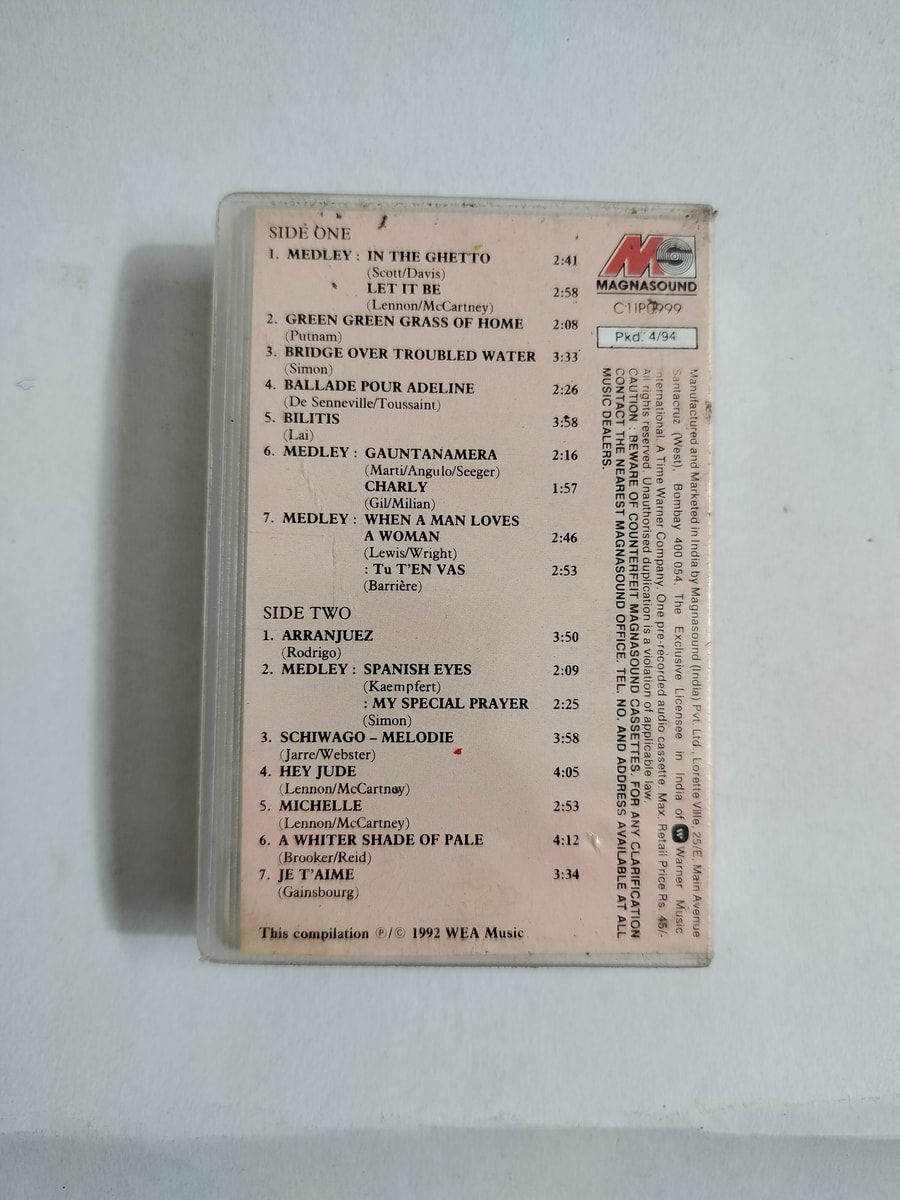 SIDE ONE
1. MEDLEY : IN THE GHETTO 2:41
(Scott/Davis)
LET IT BE 2:58
(Lennon/McCartney)
2. GREEN GREEN GRASS OF HOME 2:08
(Putnam)
3. BRIDGE OVER TROUBLED WATER 3:33
(Simon)
4. BALLADE POUR ADELINE 2:26
(De Senneville/Toussaint)
5. BILITIS 3:58
(Lai)
6. MEDLEY : GAUNTANAMERA 2:16
(Marti/Angulo/Seeger)
CHARLY 1:57
(Gil/Milian)
7. MEDLEY : WHEN A MAN LOVES
A WOMAN 2:46
(Lewis/Wright)
: Tu T'EN VAS 2:53
(Barrière)
SIDE TWO
1. ARRANJUEZ 3:50
(Rodrigo)
2. MEDLEY : SPANISH EYES 2:09
(Kaempfert)
: MY SPECIAL PRAYER 2:25
(Simon)
3. SCHIWAGO – MELODIE 3:58
(Jarre/Webster)
4. HEY JUDE 4:05
(Lennon/McCartney)
5. MICHELLE 2:53
(Lennon/McCartney)
6. A WHITER SHADE OF PALE 4:12
(Brooker/Reid)
7. JE T'AIME 3:34
(Gainsbourg)
This compilation ℗/© 1992 WEA Music
MAGNASOUND
Pkd. 4/94
Manufactured and Marketed in India by Magnasound (India) Pvt. Ltd., Lorette Ville, 25/E, Main Avenue
Santacruz (West), Bombay 400 054. The Exclusive Licensee in India of Warner Music
International. A Time Warner Company. One pre-recorded audio cassette. Max. Retail Price Rs. 45/-
All rights reserved. Unauthorised duplication is a violation of applicable law.
CAUTION : BEWARE OF COUNTERFEIT MAGNASOUND CASSETTES. FOR ANY CLARIFICATION
CONTACT THE NEAREST MAGNASOUND OFFICE. TEL. NO. AND ADDRESS AVAILABLE AT ALL
MUSIC DEALERS.